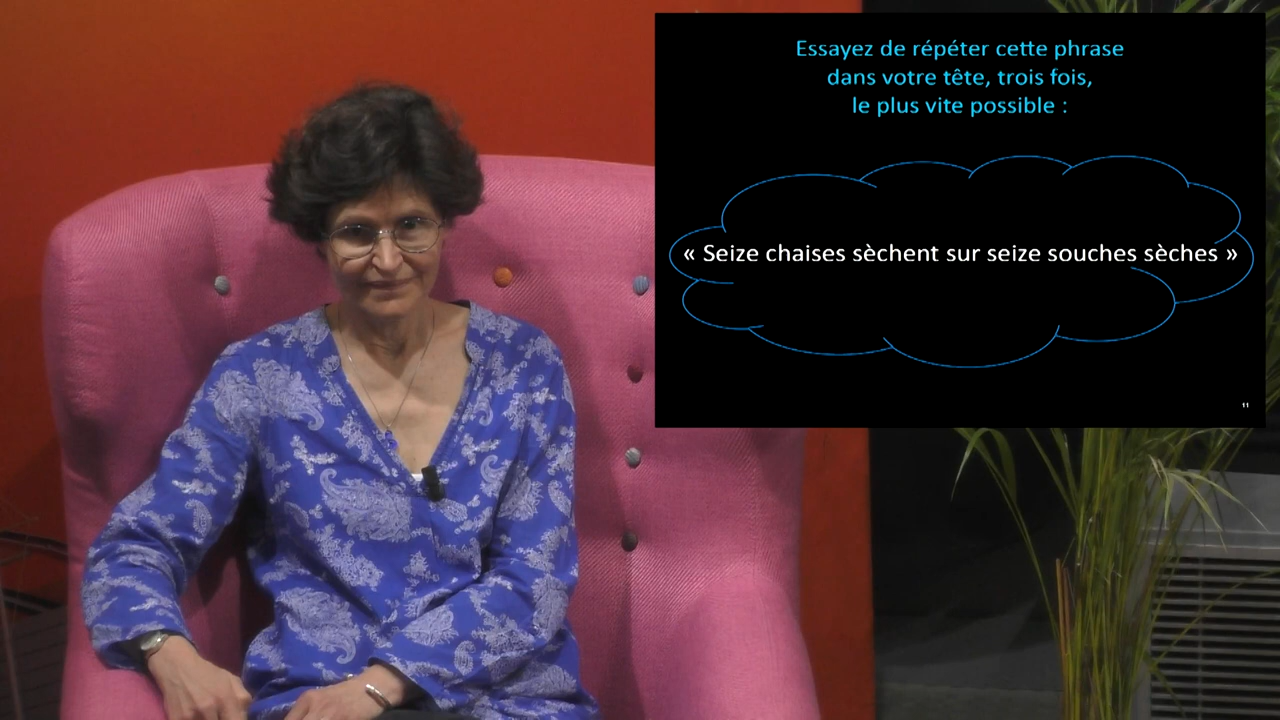 Essayez de répéter cette phrase
dans votre tête, trois fois,
le plus vite possible :
« Seize chaises sèchent sur seize souches sèches »
11